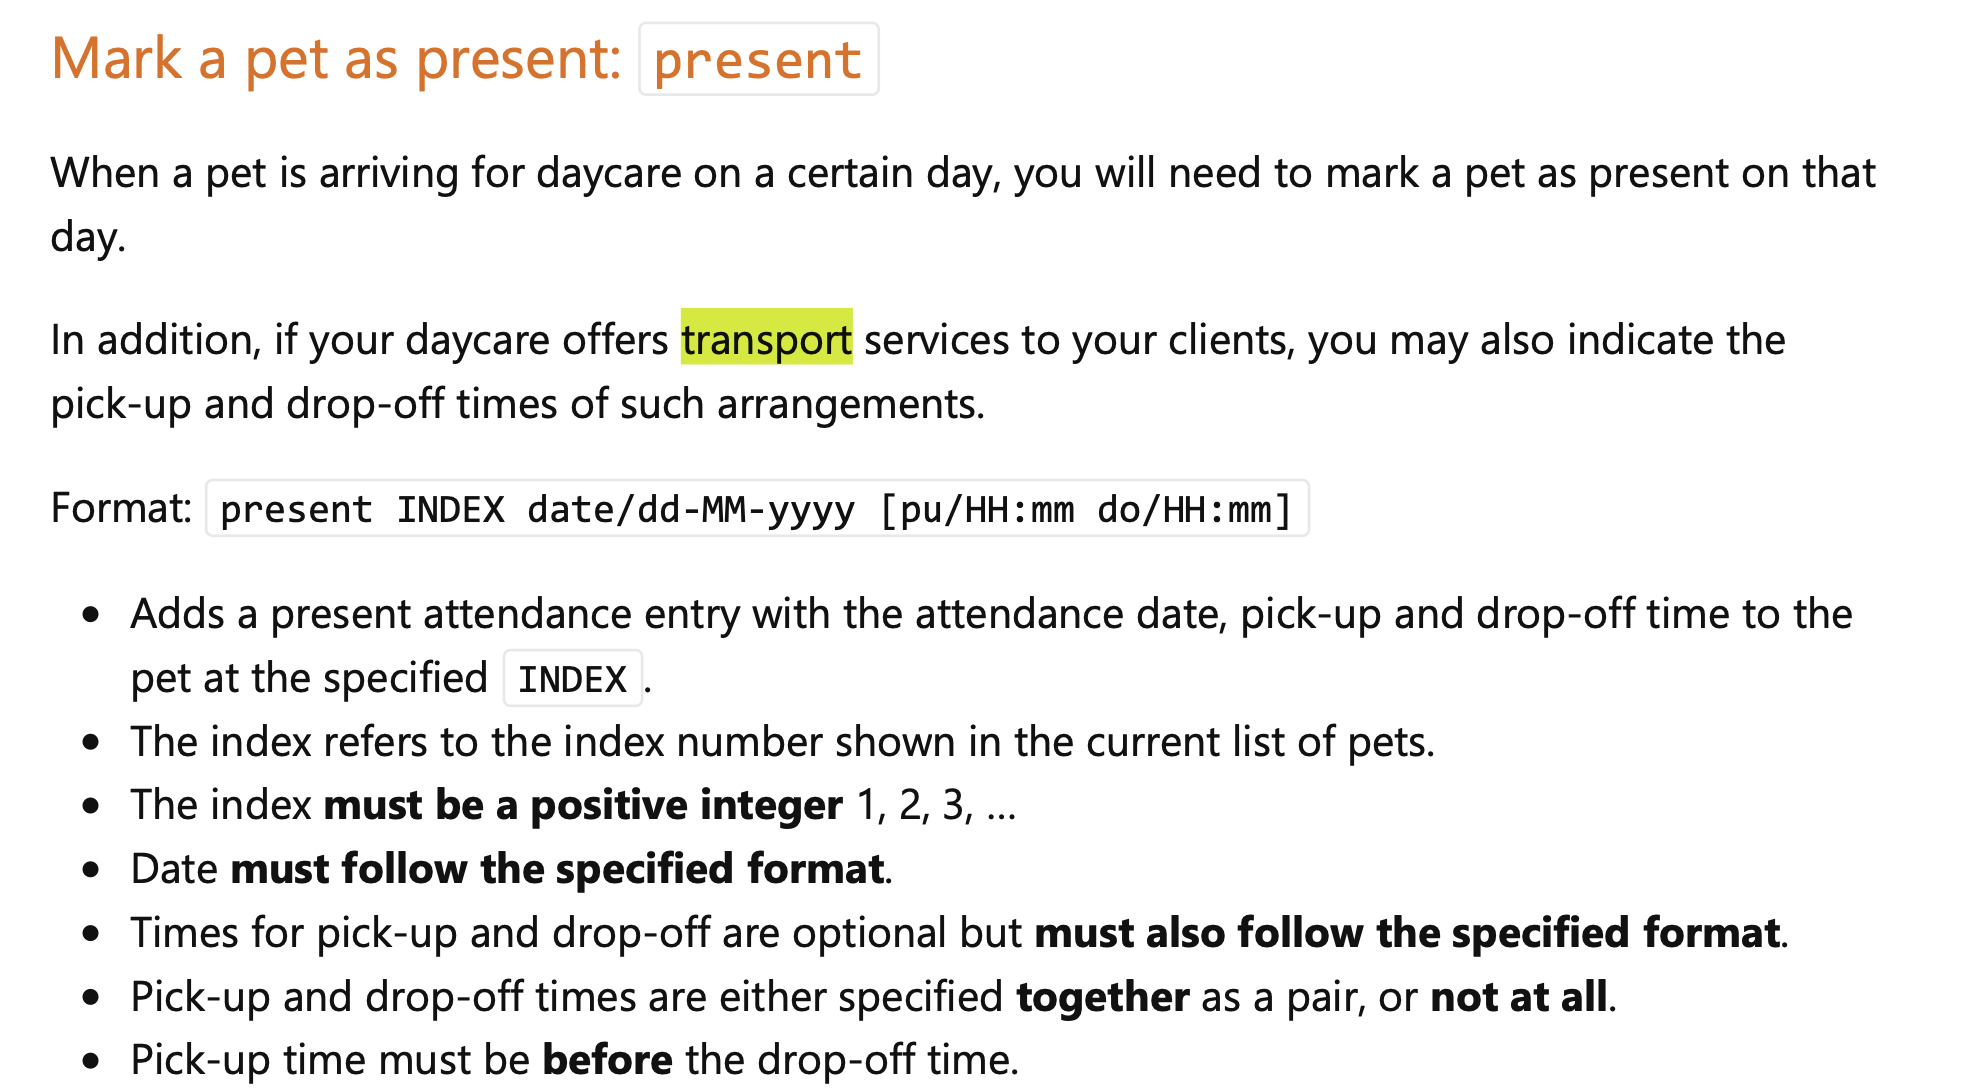 Mark a pet as present: present
When a pet is arriving for daycare on a certain day, you will need to mark a pet as present on that
day.
In addition, if your daycare offers transport services to your clients, you may also indicate the
pick-up and drop-off times of such arrangements.
Format: present INDEX date/dd-MM-yyyy [pu/HH:mm do/HH:mm]
• Adds a present attendance entry with the attendance date, pick-up and drop-off time to the
pet at the specified INDEX.
• The index refers to the index number shown in the current list of pets.
• The index must be a positive integer 1, 2, 3, …
• Date must follow the specified format.
• Times for pick-up and drop-off are optional but must also follow the specified format.
• Pick-up and drop-off times are either specified together as a pair, or not at all.
• Pick-up time must be before the drop-off time.